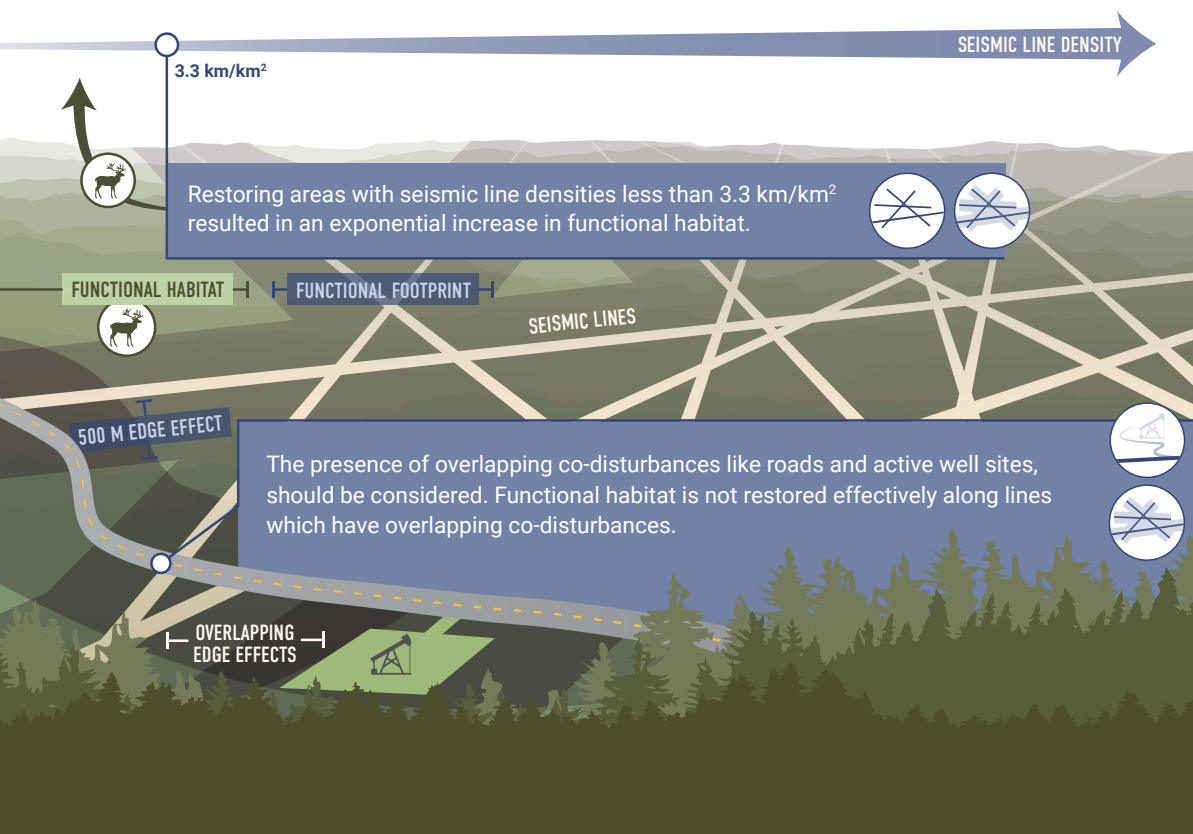 SEISMIC LINE DENSITY
3.3 km/km²
Restoring areas with seismic line densities less than 3.3 km/km²
resulted in an exponential increase in functional habitat.
FUNCTIONAL HABITAT
FUNCTIONAL FOOTPRINT
SEISMIC LINES
500 M EDGE EFFECT
The presence of overlapping co-disturbances like roads and active well sites,
should be considered. Functional habitat is not restored effectively along lines
which have overlapping co-disturbances.
OVERLAPPING
EDGE EFFECTS